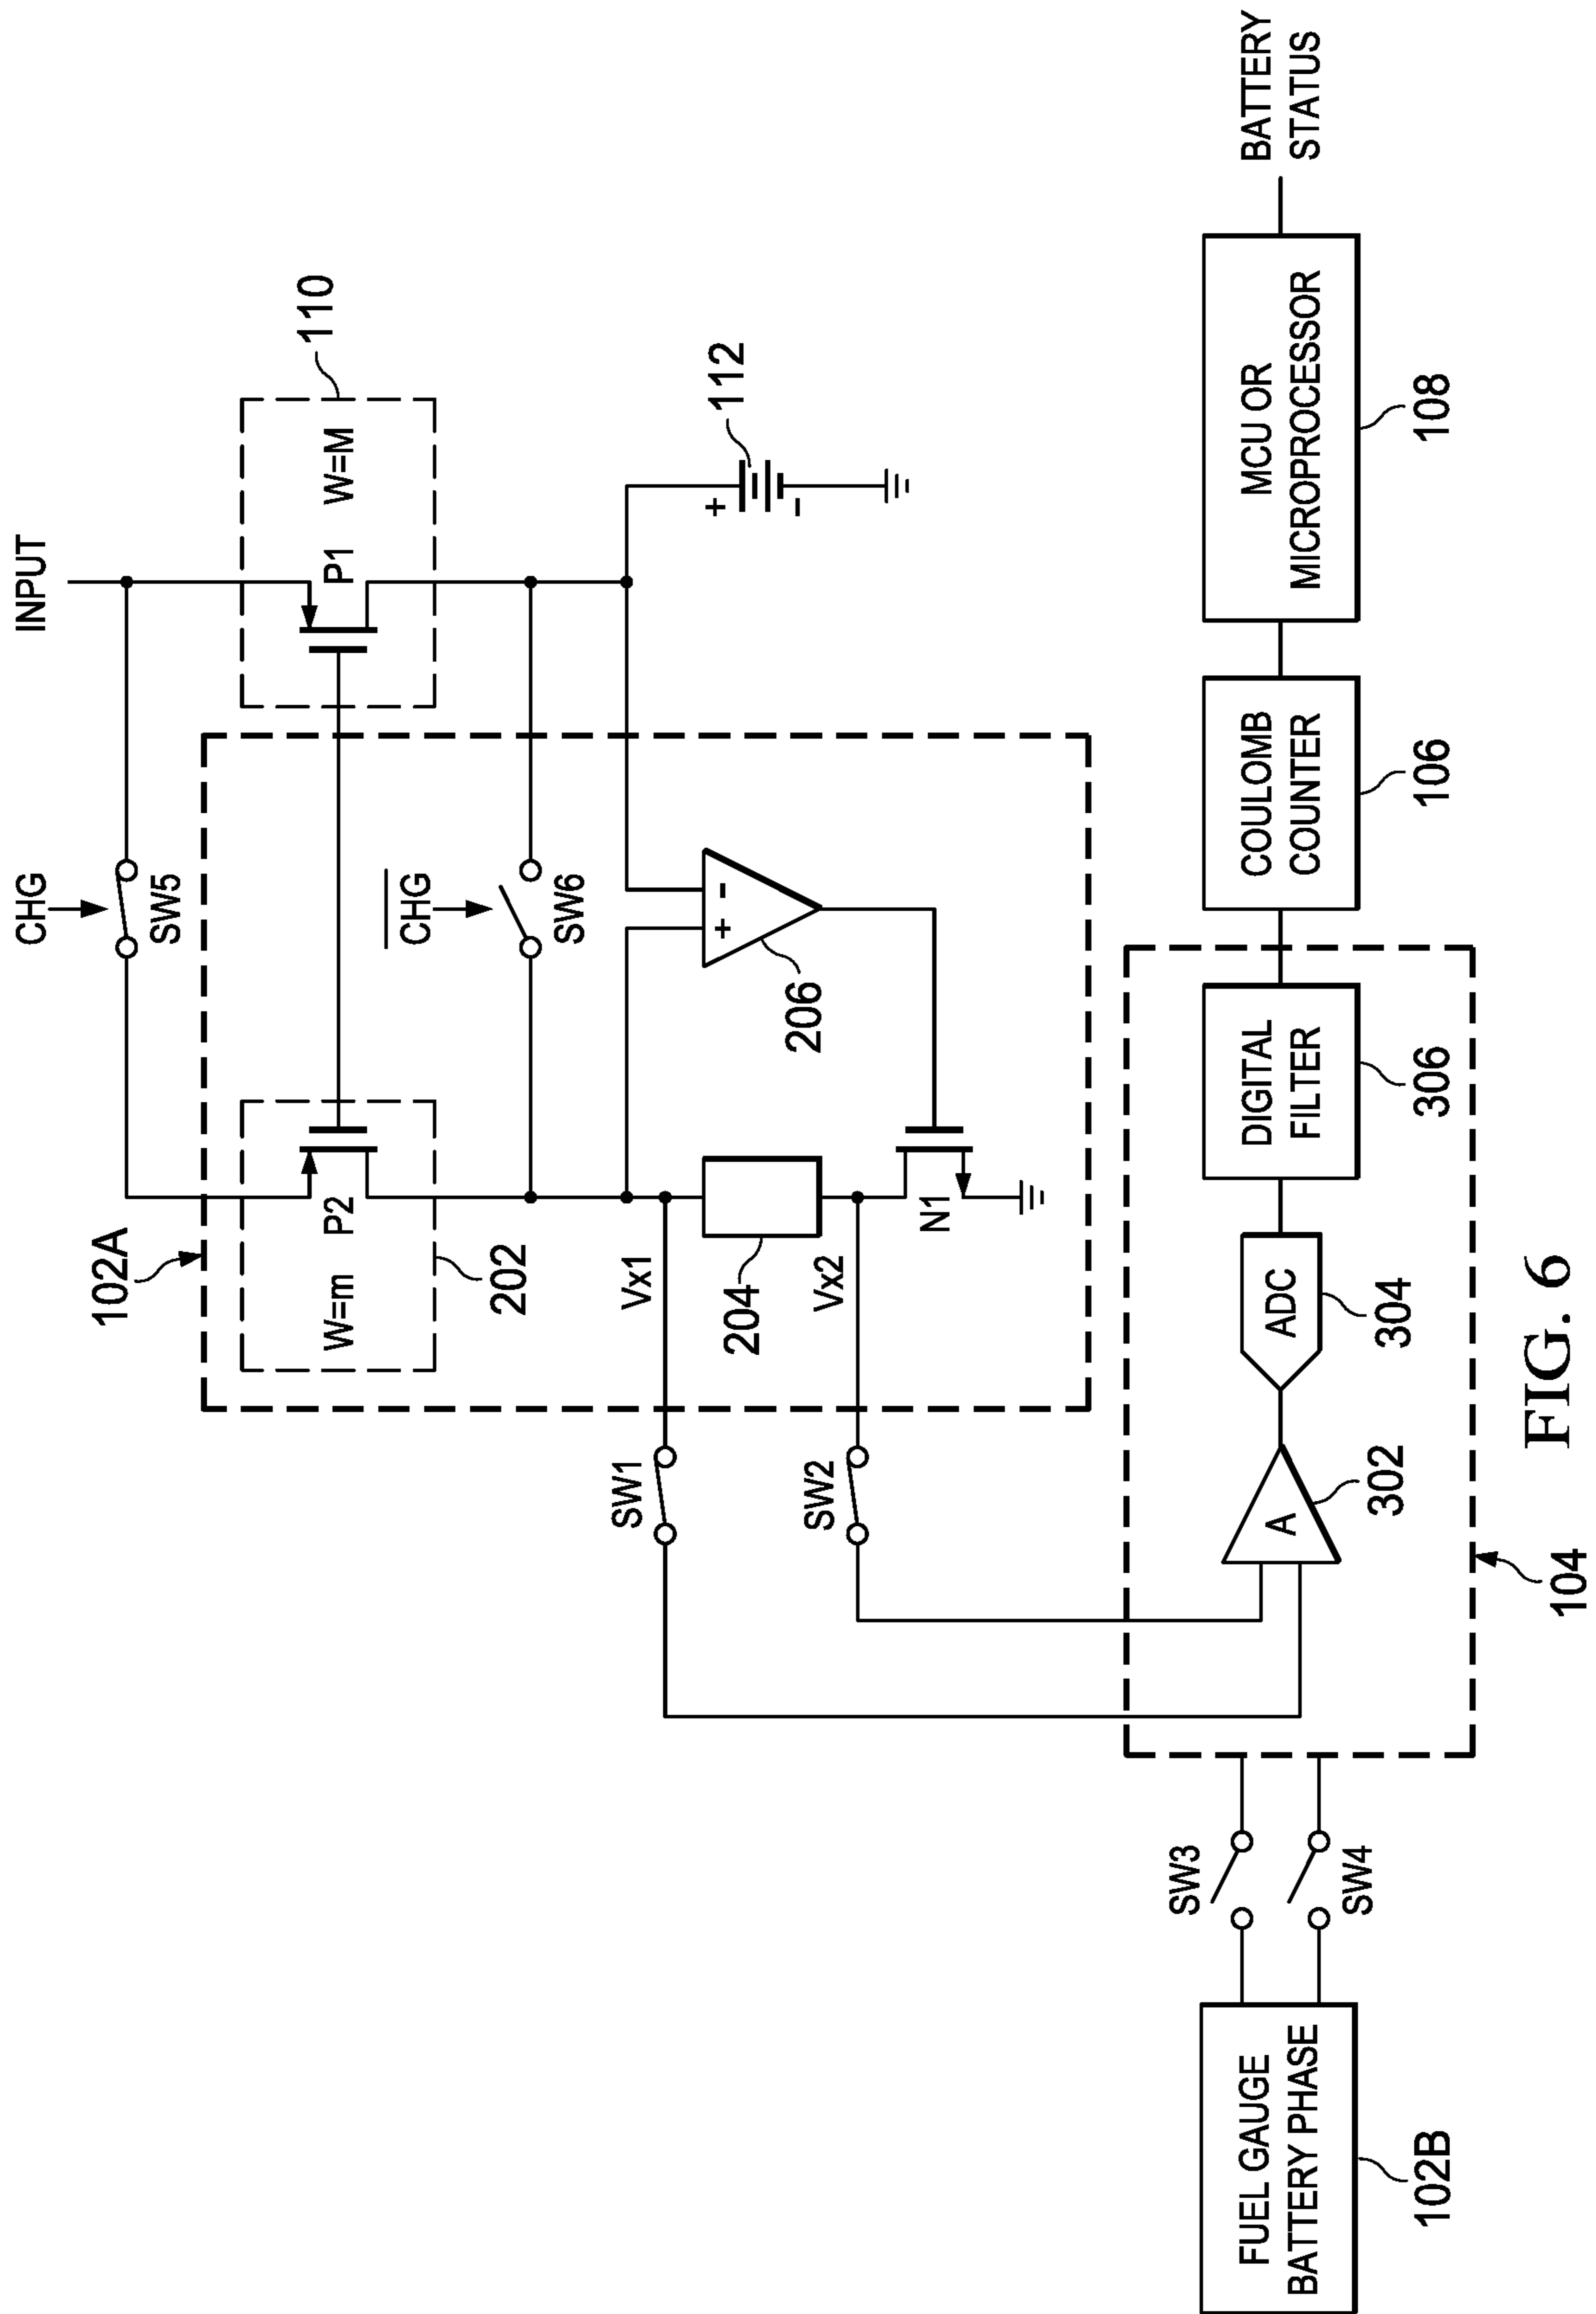 INPUT
CHG
SW5
110
P1
W=M
102A
W=m
P2
202
CHG
SW6
112
+
-
+
-
206
Vx1
204
Vx2
N1
SW1
SW2
FUEL GAUGE
BATTERY PHASE
102B
SW3
SW4
A
302
ADC
304
DIGITAL
FILTER
306
104
COULOMB
COUNTER
106
MCU OR
MICROPROCESSOR
108
BATTERY
STATUS
FIG. 6